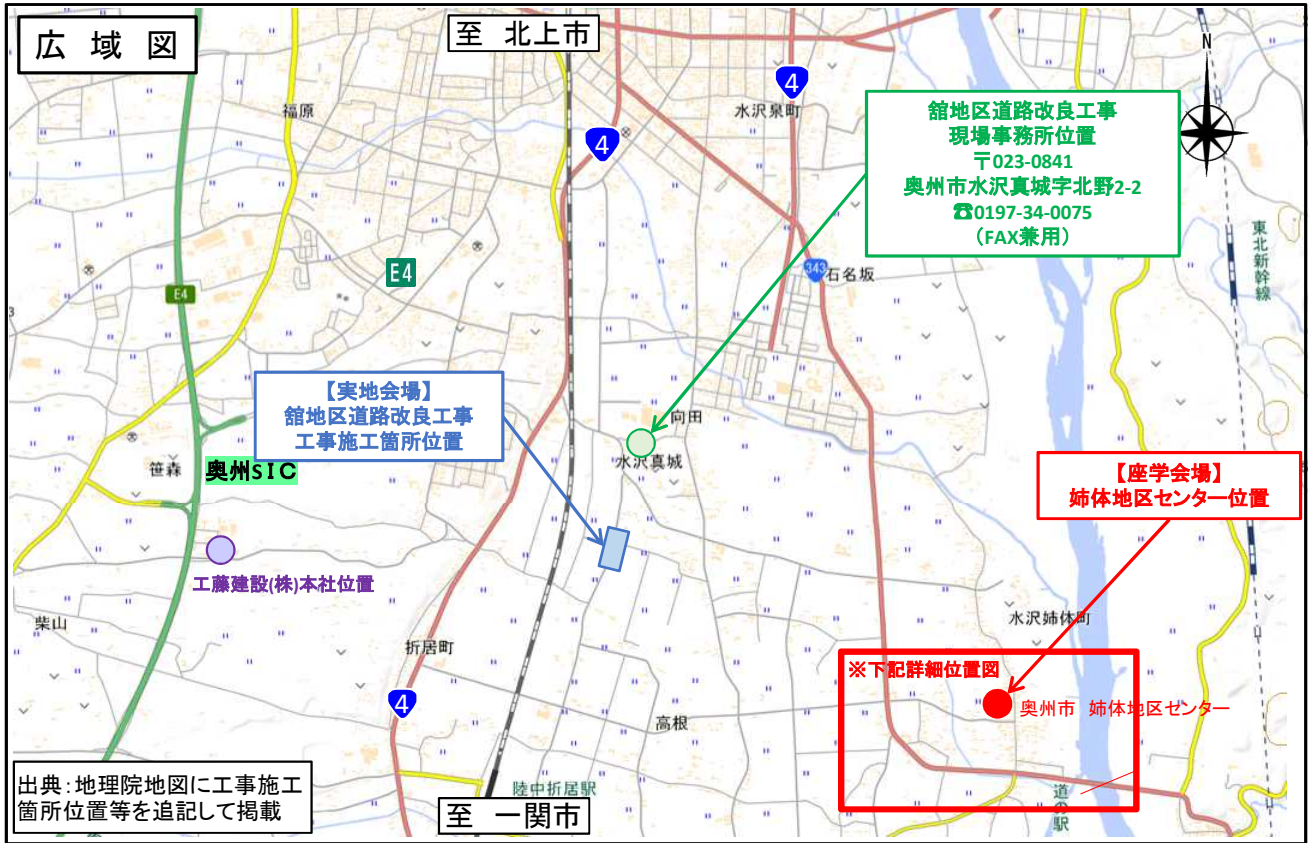 広域図
至 北上市
N
4
水沢泉町
福原
4
舘地区道路改良工事
現場事務所位置
〒023-0841
奥州市水沢真城字北野2-2
☎0197-34-0075
（FAX兼用）
東北新幹線
E4
343
石名坂
E4
【実地会場】
舘地区道路改良工事
工事施工箇所位置
向田
水沢真城
笹森
奥州SIC
【座学会場】
姉体地区センター位置
工藤建設(株)本社位置
柴山
水沢姉体町
折居町
※下記詳細位置図
4
奥州市 姉体地区センター
高根
出典：地理院地図に工事施工
箇所位置等を追記して掲載
陸中折居駅
道の駅
至 一関市